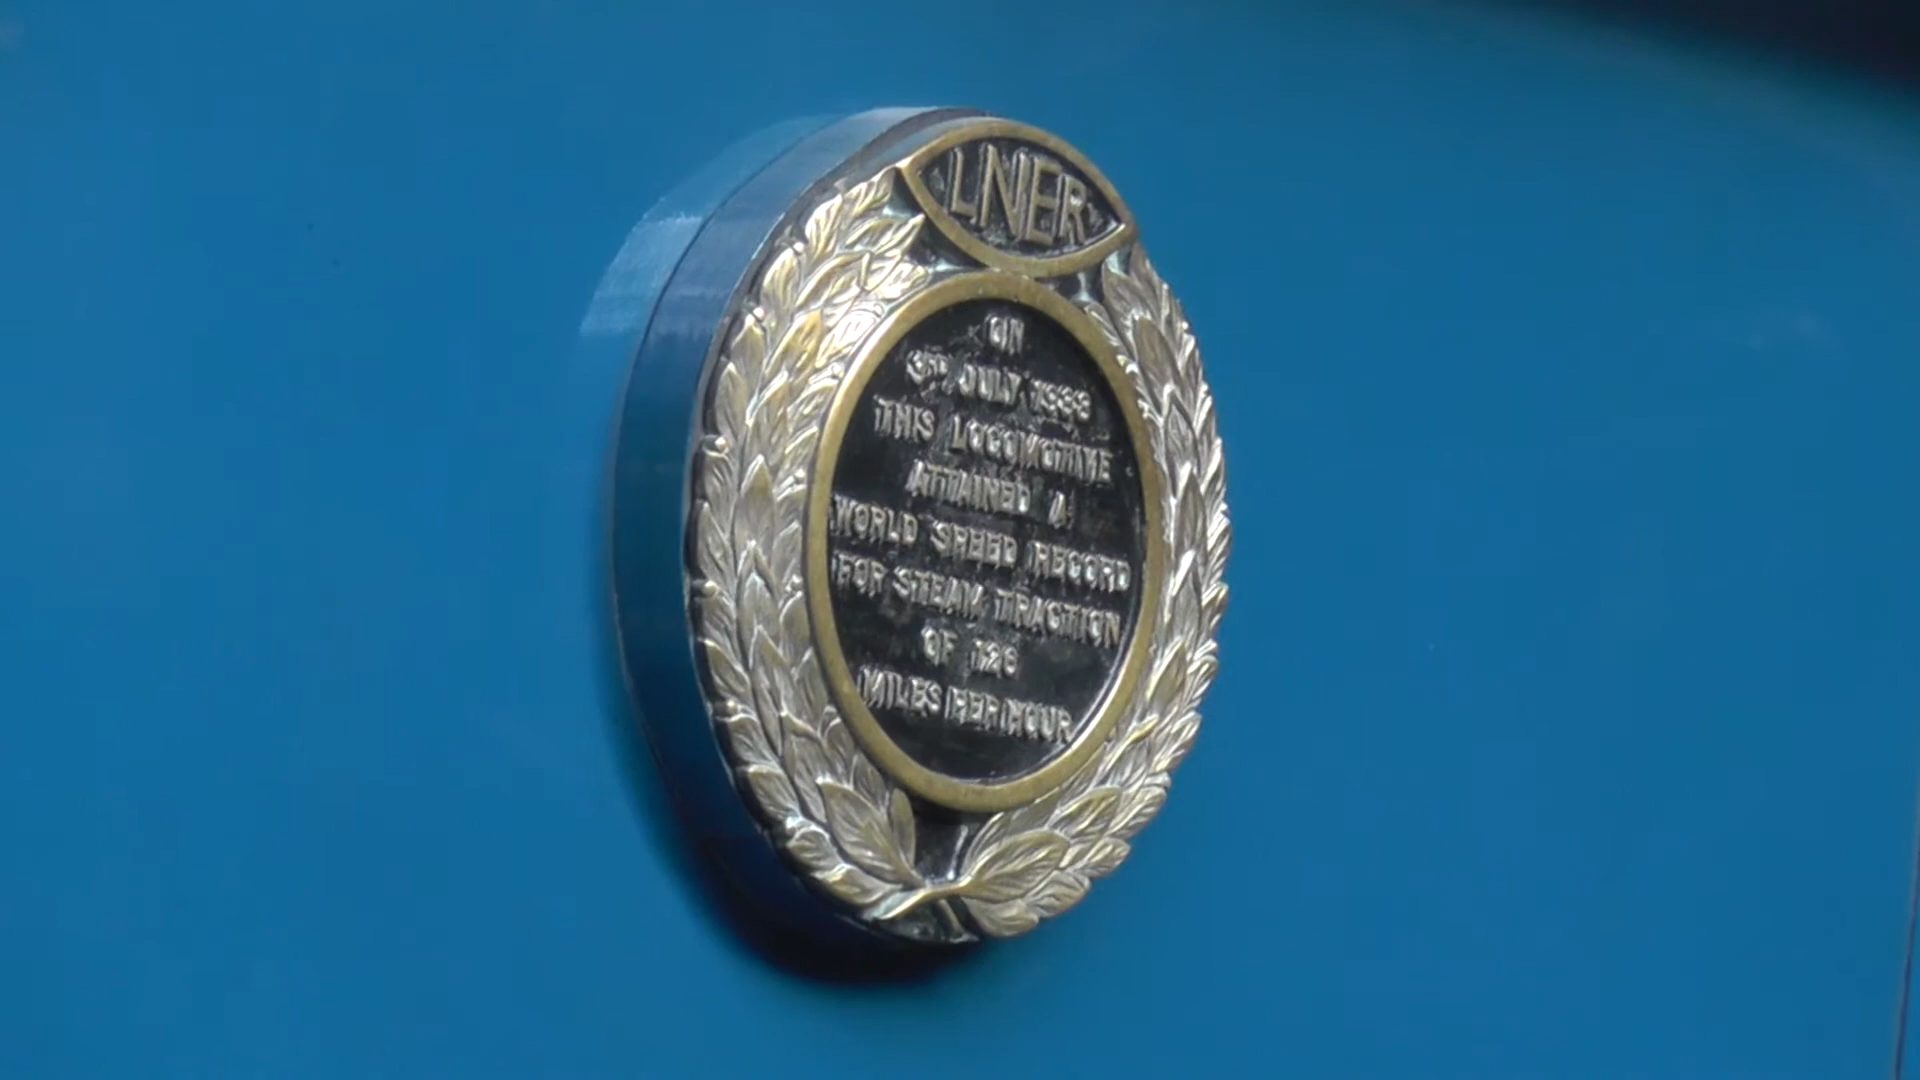 LNER
ON
3RD JULY 1938
THIS LOCOMOTIVE
ATTAINED A
WORLD SPEED RECORD
FOR STEAM TRACTION
OF 126
MILES PER HOUR